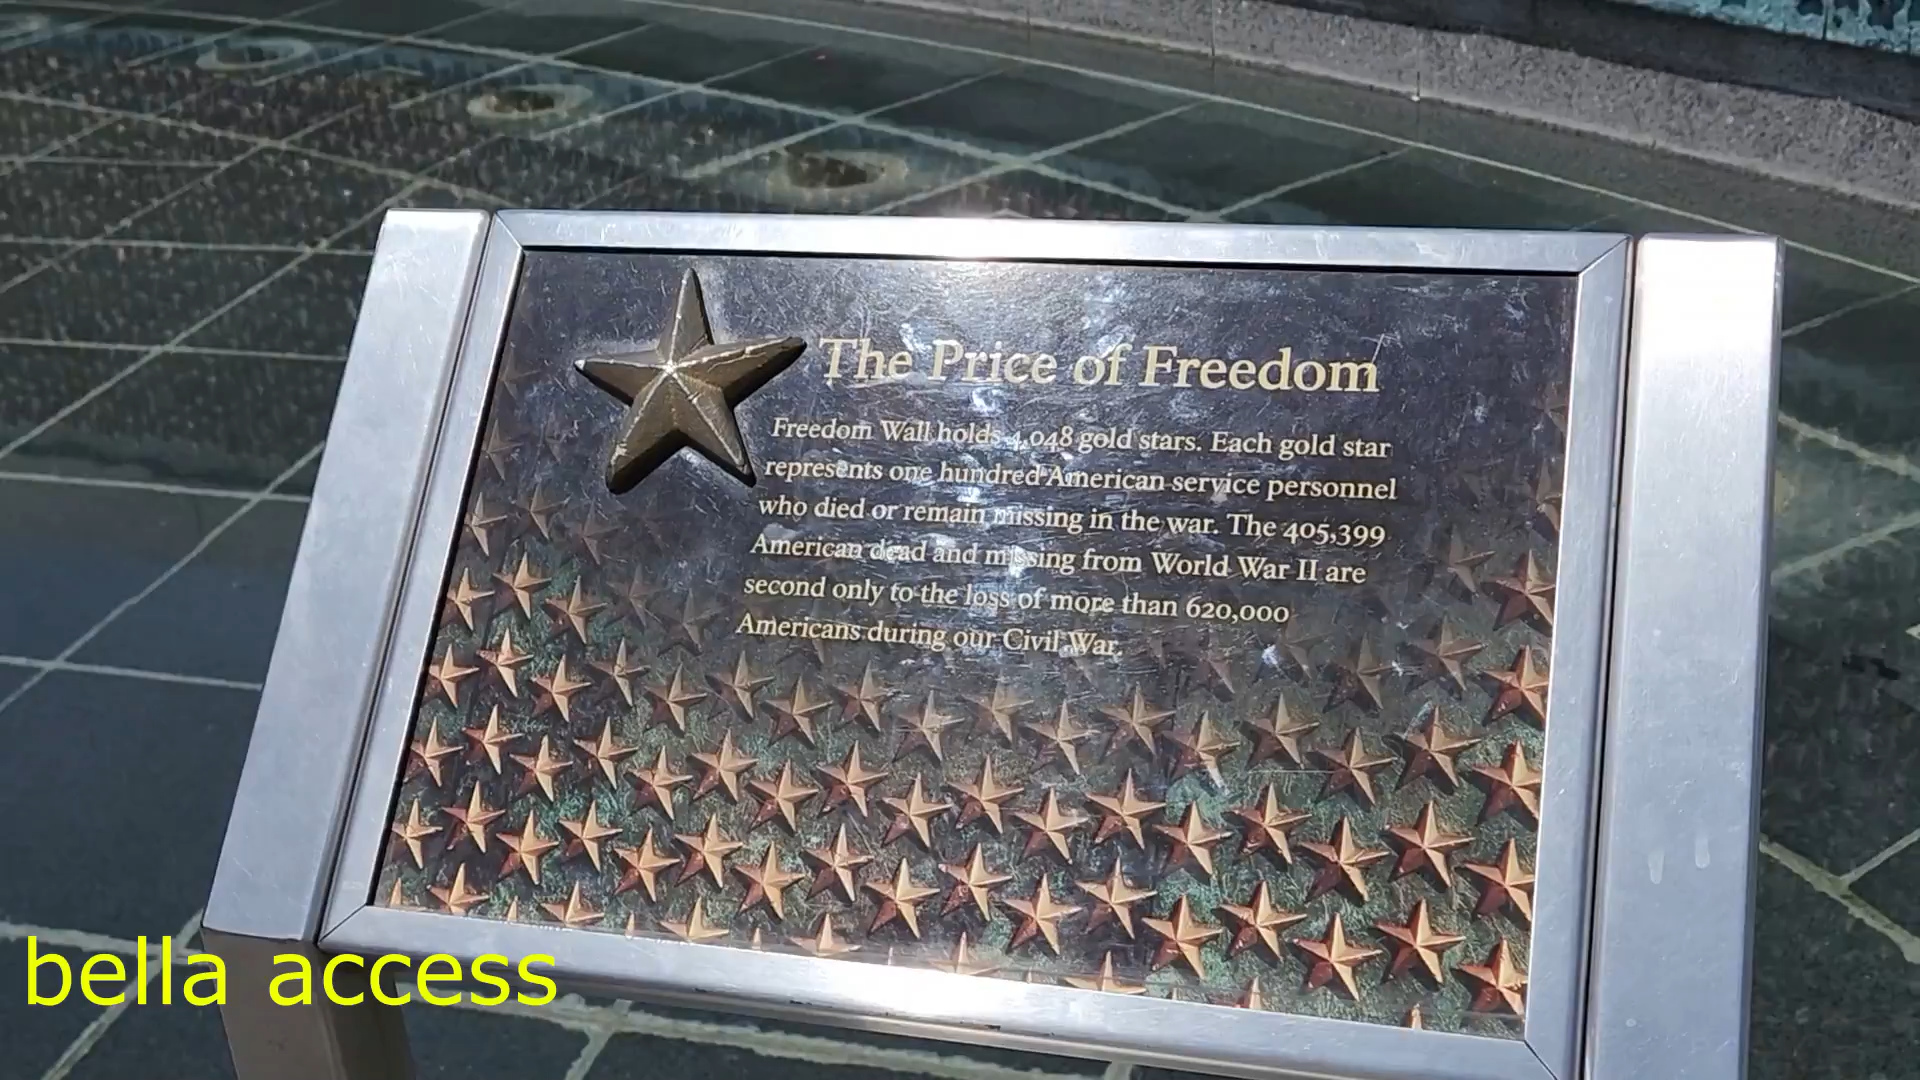 The Price of Freedom
Freedom Wall holds 4,048 gold stars. Each gold star
represents one hundred American service personnel
who died or remain missing in the war. The 405,399
American dead and missing from World War II are
second only to the loss of more than 620,000
Americans during our Civil War.
bella access